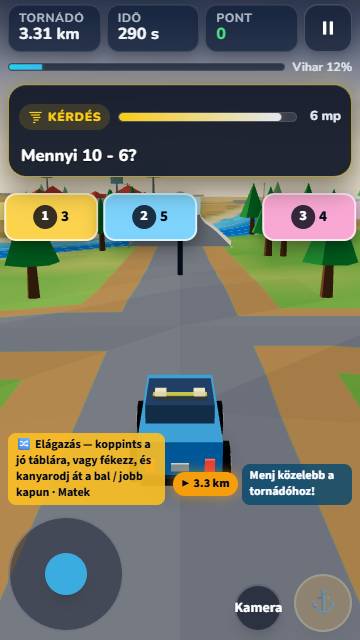 TORNÁDÓ
3.31 km
IDŐ
290 s
PONT
0
Vihar 12%
KÉRDÉS
6 mp
Mennyi 10 - 6?
1 3
2 5
3 4
Elágazás — koppints a
jó táblára, vagy fékezz, és
kanyarodj át a bal / jobb
kapun · Matek
► 3.3 km
Menj közelebb a
tornádóhoz!
Kamera